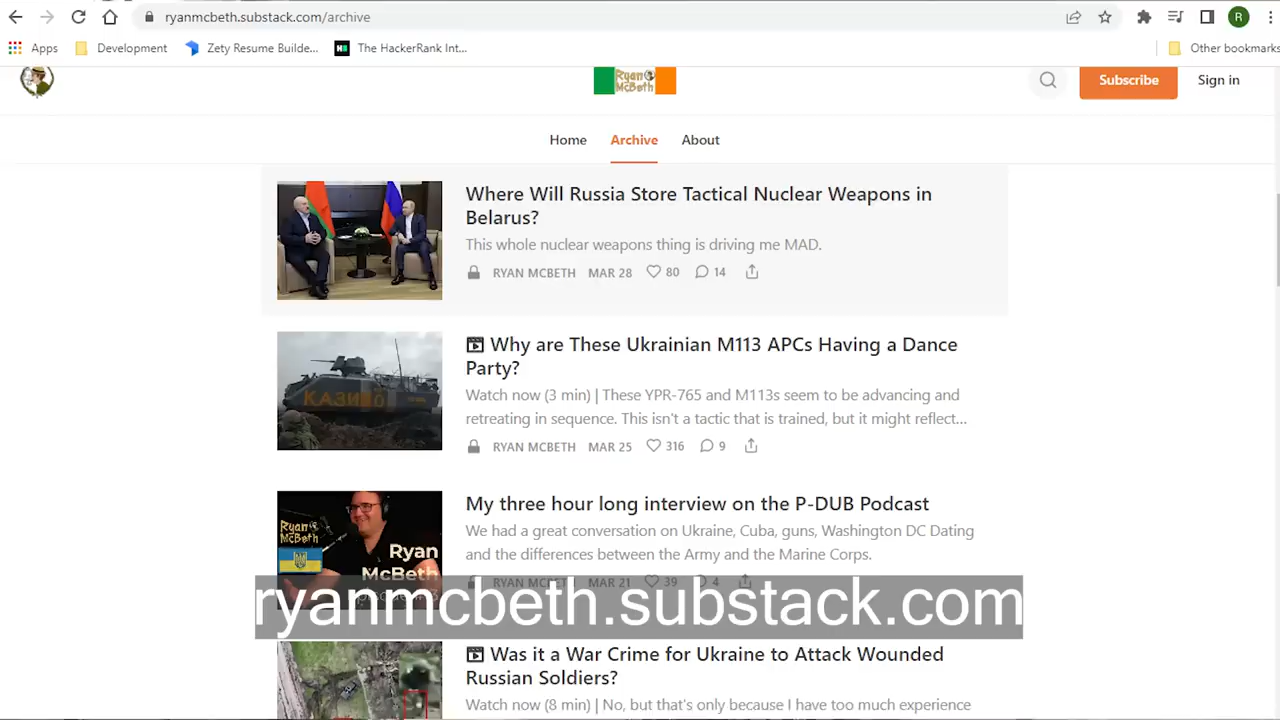 ryanmcbeth.substack.com/archive
R
Apps
Development
Zety Resume Builde...
The HackerRank Int...
Other bookmarks
Ryan
McBeth
Subscribe
Sign in
Home
Archive
About
Where Will Russia Store Tactical Nuclear Weapons in
Belarus?
This whole nuclear weapons thing is driving me MAD.
RYAN MCBETH MAR 28 80 14
Why are These Ukrainian M113 APCs Having a Dance
Party?
Watch now (3 min) | These YPR-765 and M113s seem to be advancing and
retreating in sequence. This isn't a tactic that is trained, but it might reflect...
RYAN MCBETH MAR 25 316 9
My three hour long interview on the P-DUB Podcast
We had a great conversation on Ukraine, Cuba, guns, Washington DC Dating
and the differences between the Army and the Marine Corps.
Ryan
McBeth
Ryan
McBeth
RYAN MCBETH MAR 21 39 4
ryanmcbeth.substack.com
Was it a War Crime for Ukraine to Attack Wounded
Russian Soldiers?
Watch now (8 min) | No, but that's only because I have too much experience